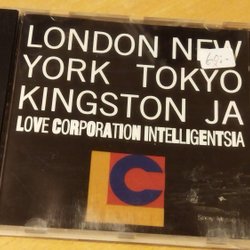 LONDON NEW
YORK TOKYO
KINGSTON JA
LOVE CORPORATION INTELLIGENTSIA
C